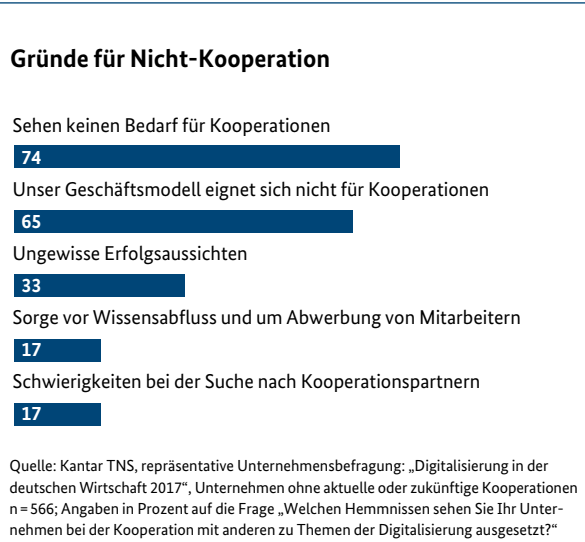 Gründe für Nicht-Kooperation
Sehen keinen Bedarf für Kooperationen
74
Unser Geschäftsmodell eignet sich nicht für Kooperationen
65
Ungewisse Erfolgsaussichten
33
Sorge vor Wissensabfluss und um Abwerbung von Mitarbeitern
17
Schwierigkeiten bei der Suche nach Kooperationspartnern
17
Quelle: Kantar TNS, repräsentative Unternehmensbefragung: „Digitalisierung in der
deutschen Wirtschaft 2017“, Unternehmen ohne aktuelle oder zukünftige Kooperationen
n = 566; Angaben in Prozent auf die Frage „Welchen Hemmnissen sehen Sie Ihr Unter-
nehmen bei der Kooperation mit anderen zu Themen der Digitalisierung ausgesetzt?“